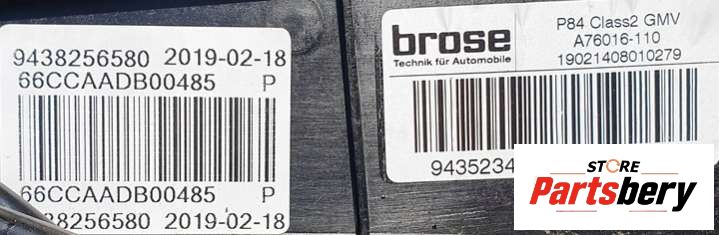 9438256580 2019-02-18
66CCAADB00485 P
66CCAADB00485 P
9438256580 2019-02-18
brose
Technik für Automobile
P84 Class2 GMV
A76016-110
19021408010279
9435234
STORE
Partsbery